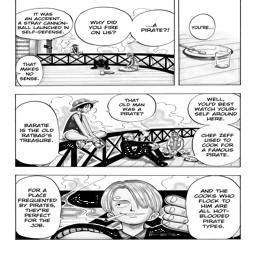 YOU'RE...
...A
PIRATE?!
WHY DID
YOU FIRE
ON US?
IT WAS
AN ACCIDENT.
A STRAY CANNON-
BALL LAUNCHED IN
SELF-DEFENSE.
THAT
MAKES NO
SENSE.
WELL,
YOU'D BEST
WATCH YOUR-
SELF AROUND
HERE.
CHEF ZEFF
USED TO
COOK FOR
A FAMOUS
PIRATE.
THAT
OLD MAN
WAS A
PIRATE?
BARATIE
IS THE OLD
RATBAG'S
TREASURE.
AND THE
COOKS WHO
FLOCK TO
HIM ARE
ALL HOT-
BLOODED
PIRATE
TYPES.
FOR A
PLACE
FREQUENTED
BY PIRATES,
THEY'RE
PERFECT
FOR THE
JOB.